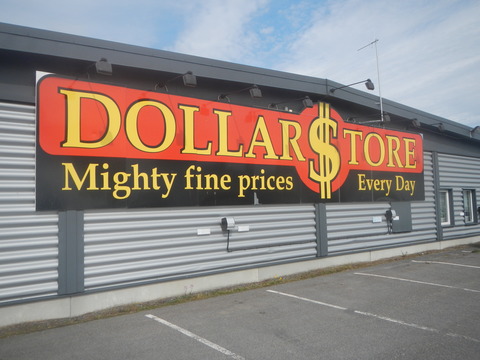 DOLLAR$TORE
Mighty fine prices Every Day